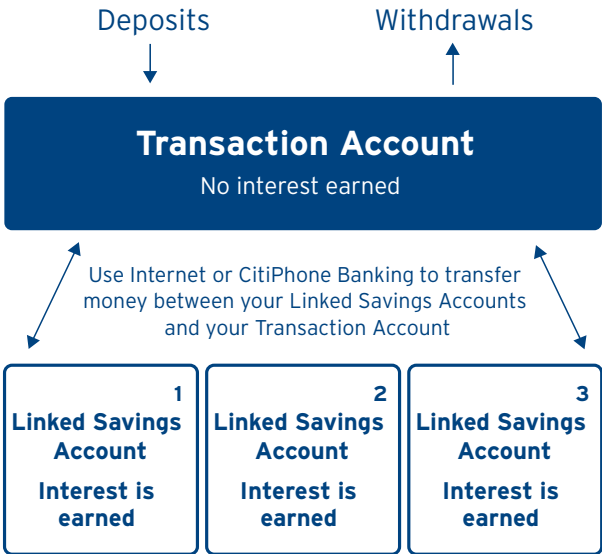 Deposits Withdrawals
Transaction Account
No interest earned
Use Internet or CitiPhone Banking to transfer
money between your Linked Savings Accounts
and your Transaction Account
1
Linked Savings
Account
Interest is
earned
2
Linked Savings
Account
Interest is
earned
3
Linked Savings
Account
Interest is
earned